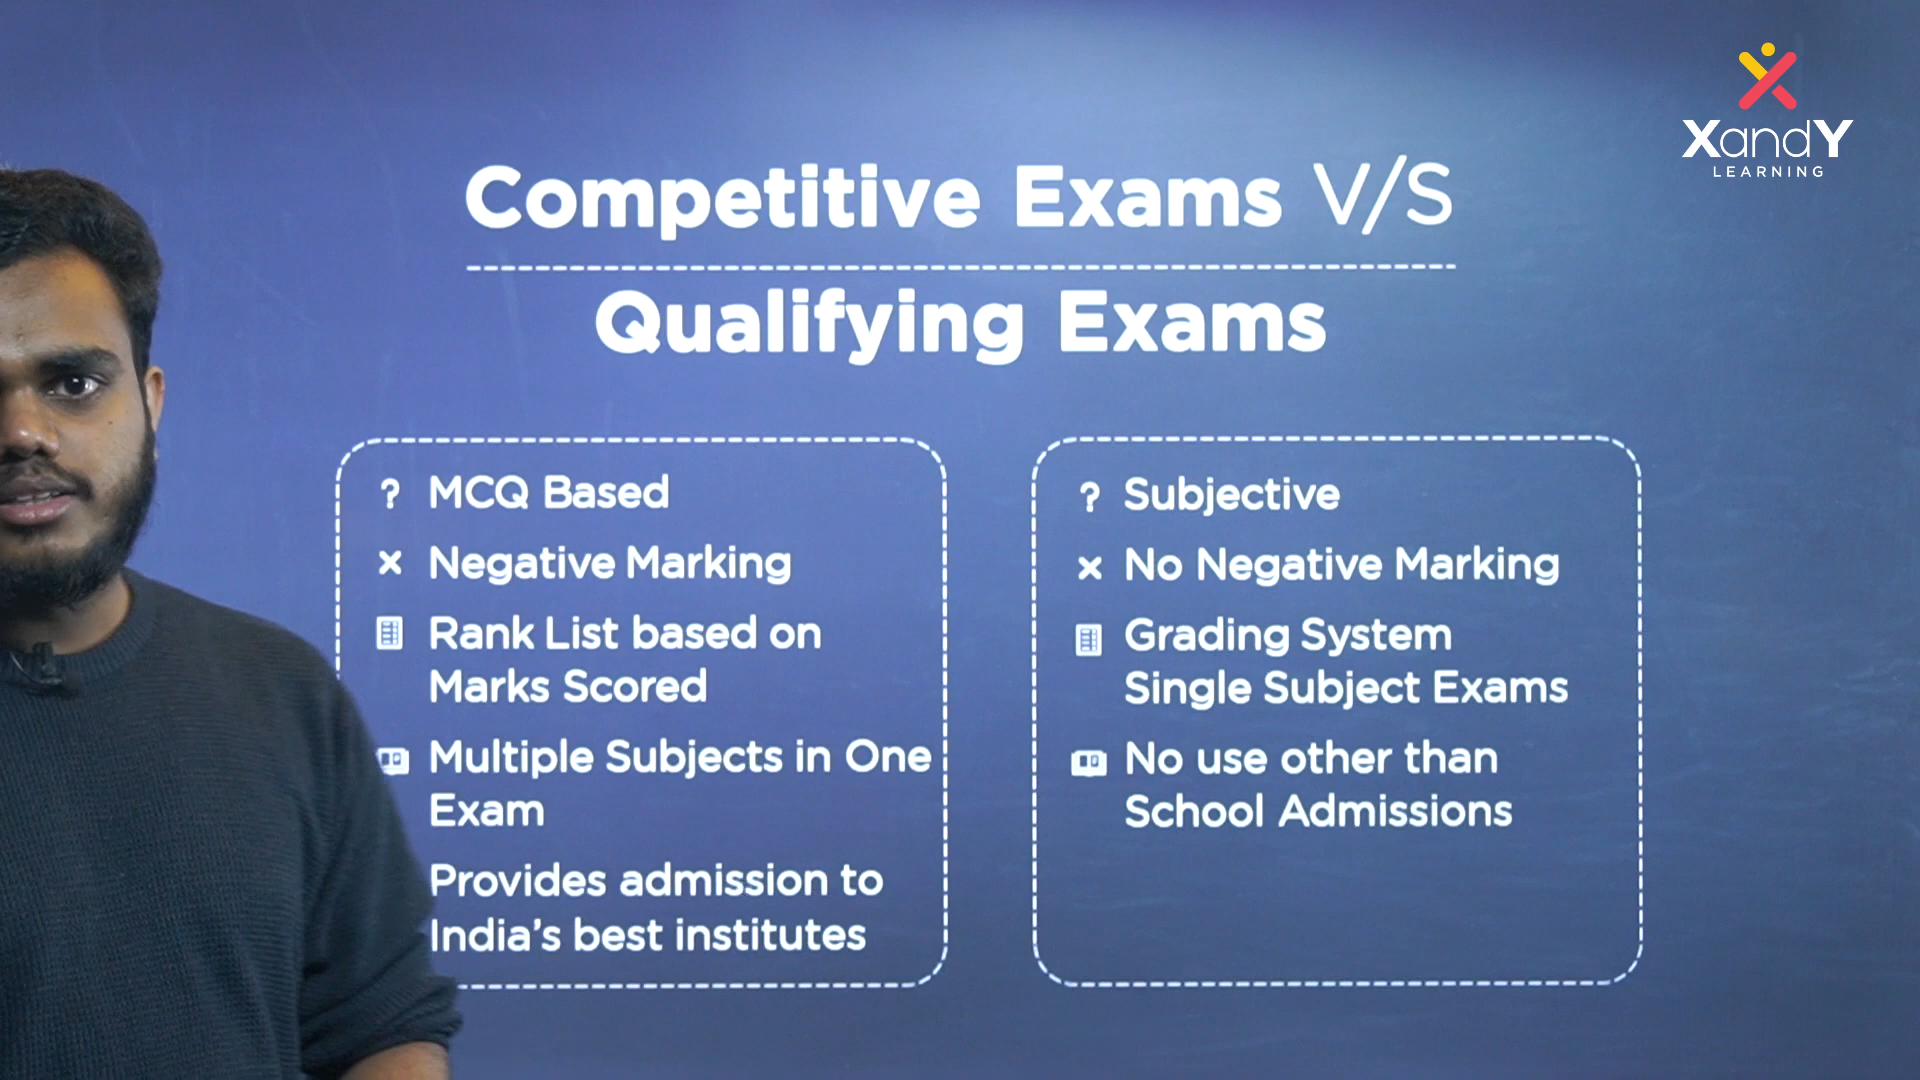 XandY
LEARNING
Competitive Exams V/S
Qualifying Exams
? MCQ Based
Negative Marking
Rank List based on
Marks Scored
Multiple Subjects in One
Exam
Provides admission to
India's best institutes
? Subjective
No Negative Marking
Grading System
Single Subject Exams
No use other than
School Admissions